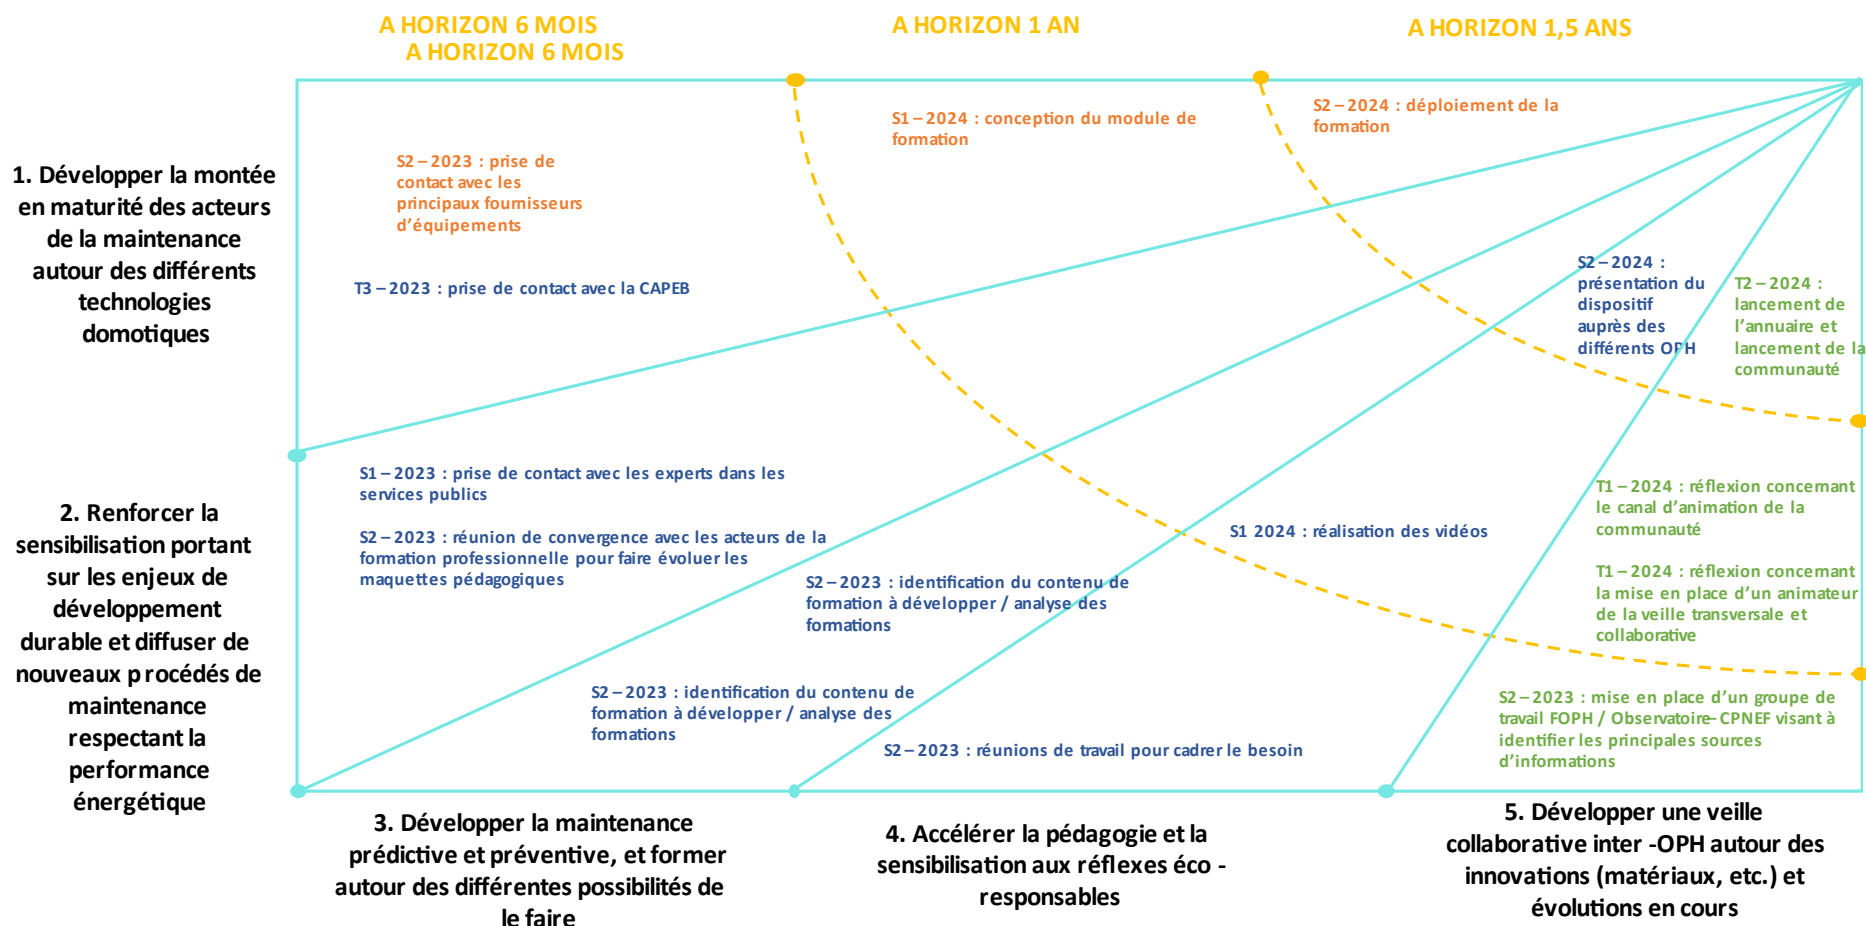 A HORIZON 6 MOIS
A HORIZON 6 MOIS
A HORIZON 1 AN
A HORIZON 1,5 ANS
1. Développer la montée
en maturité des acteurs
de la maintenance
autour des différents
technologies
domotiques
S2 – 2023 : prise de
contact avec les
principaux fournisseurs
d'équipements
T3 – 2023 : prise de contact avec la CAPEB
S1 – 2024 : conception du module de
formation
S2 – 2024 : déploiement de la
formation
S2 – 2024 :
présentation du
dispositif
auprès des
différents OPH
T2 – 2024 :
lancement de
l'annuaire et
lancement de la
communauté
2. Renforcer la
sensibilisation portant
sur les enjeux de
développement
durable et diffuser de
nouveaux p rocédés de
maintenance
respectant la
performance
énergétique
S1 – 2023 : prise de contact avec les experts dans les
services publics
S2 – 2023 : réunion de convergence avec les acteurs de la
formation professionnelle pour faire évoluer les
maquettes pédagogiques
S2 – 2023 : identification du contenu de
formation à développer / analyse des
formations
S2 – 2023 : identification du contenu de
formation à développer / analyse des
formations
S1 2024 : réalisation des vidéos
S2 – 2023 : réunions de travail pour cadrer le besoin
T1 – 2024 : réflexion concernant
le canal d'animation de la
communauté
T1 – 2024 : réflexion concernant
la mise en place d'un animateur
de la veille transversale et
collaborative
S2 – 2023 : mise en place d'un groupe de
travail FOPH / Observatoire– CPNEF visant à
identifier les principales sources
d'informations
3. Développer la maintenance
prédictive et préventive, et former
autour des différentes possibilités de
le faire
4. Accélérer la pédagogie et la
sensibilisation aux réflexes éco -
responsables
5. Développer une veille
collaborative inter -OPH autour des
innovations (matériaux, etc.) et
évolutions en cours